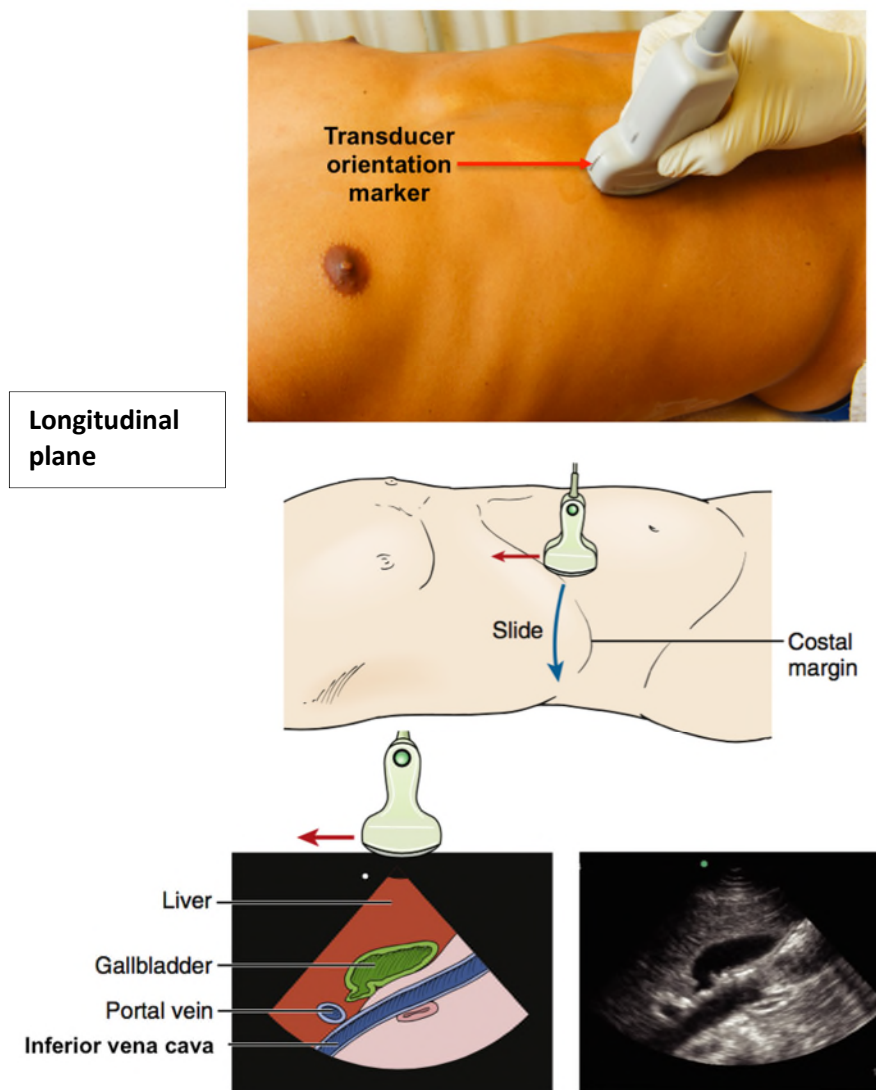 Transducer
orientation
marker
Longitudinal
plane
Slide
Costal
margin
Liver
Gallbladder
Portal vein
Inferior vena cava